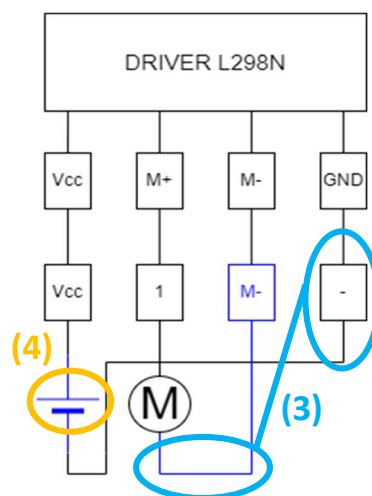 DRIVER L298N
Vcc M+ M- GND
Vcc 1 M- -
(4)
M
(3)